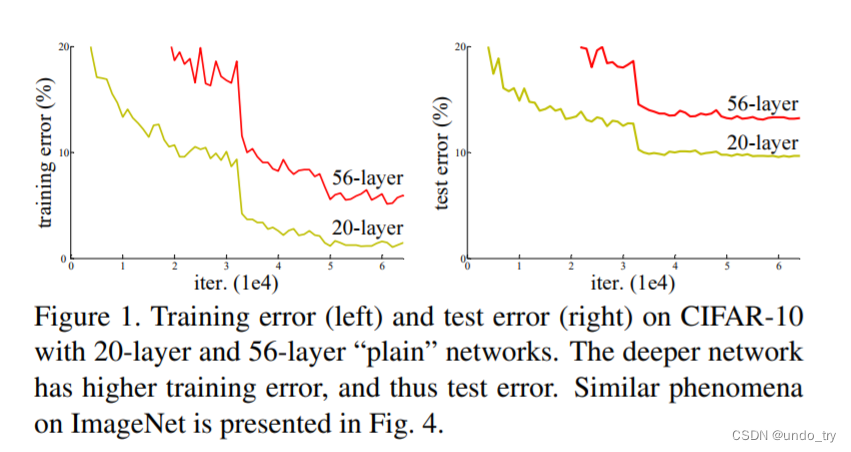 20
10
0
0 1 2 3 4 5 6
iter. (1e4)
training error (%)
56-layer
20-layer
20
10
0
0 1 2 3 4 5 6
iter. (1e4)
test error (%)
56-layer
20-layer
Figure 1. Training error (left) and test error (right) on CIFAR-10
with 20-layer and 56-layer “plain” networks. The deeper network
has higher training error, and thus test error. Similar phenomena
on ImageNet is presented in Fig. 4.
CSDN @undo_try